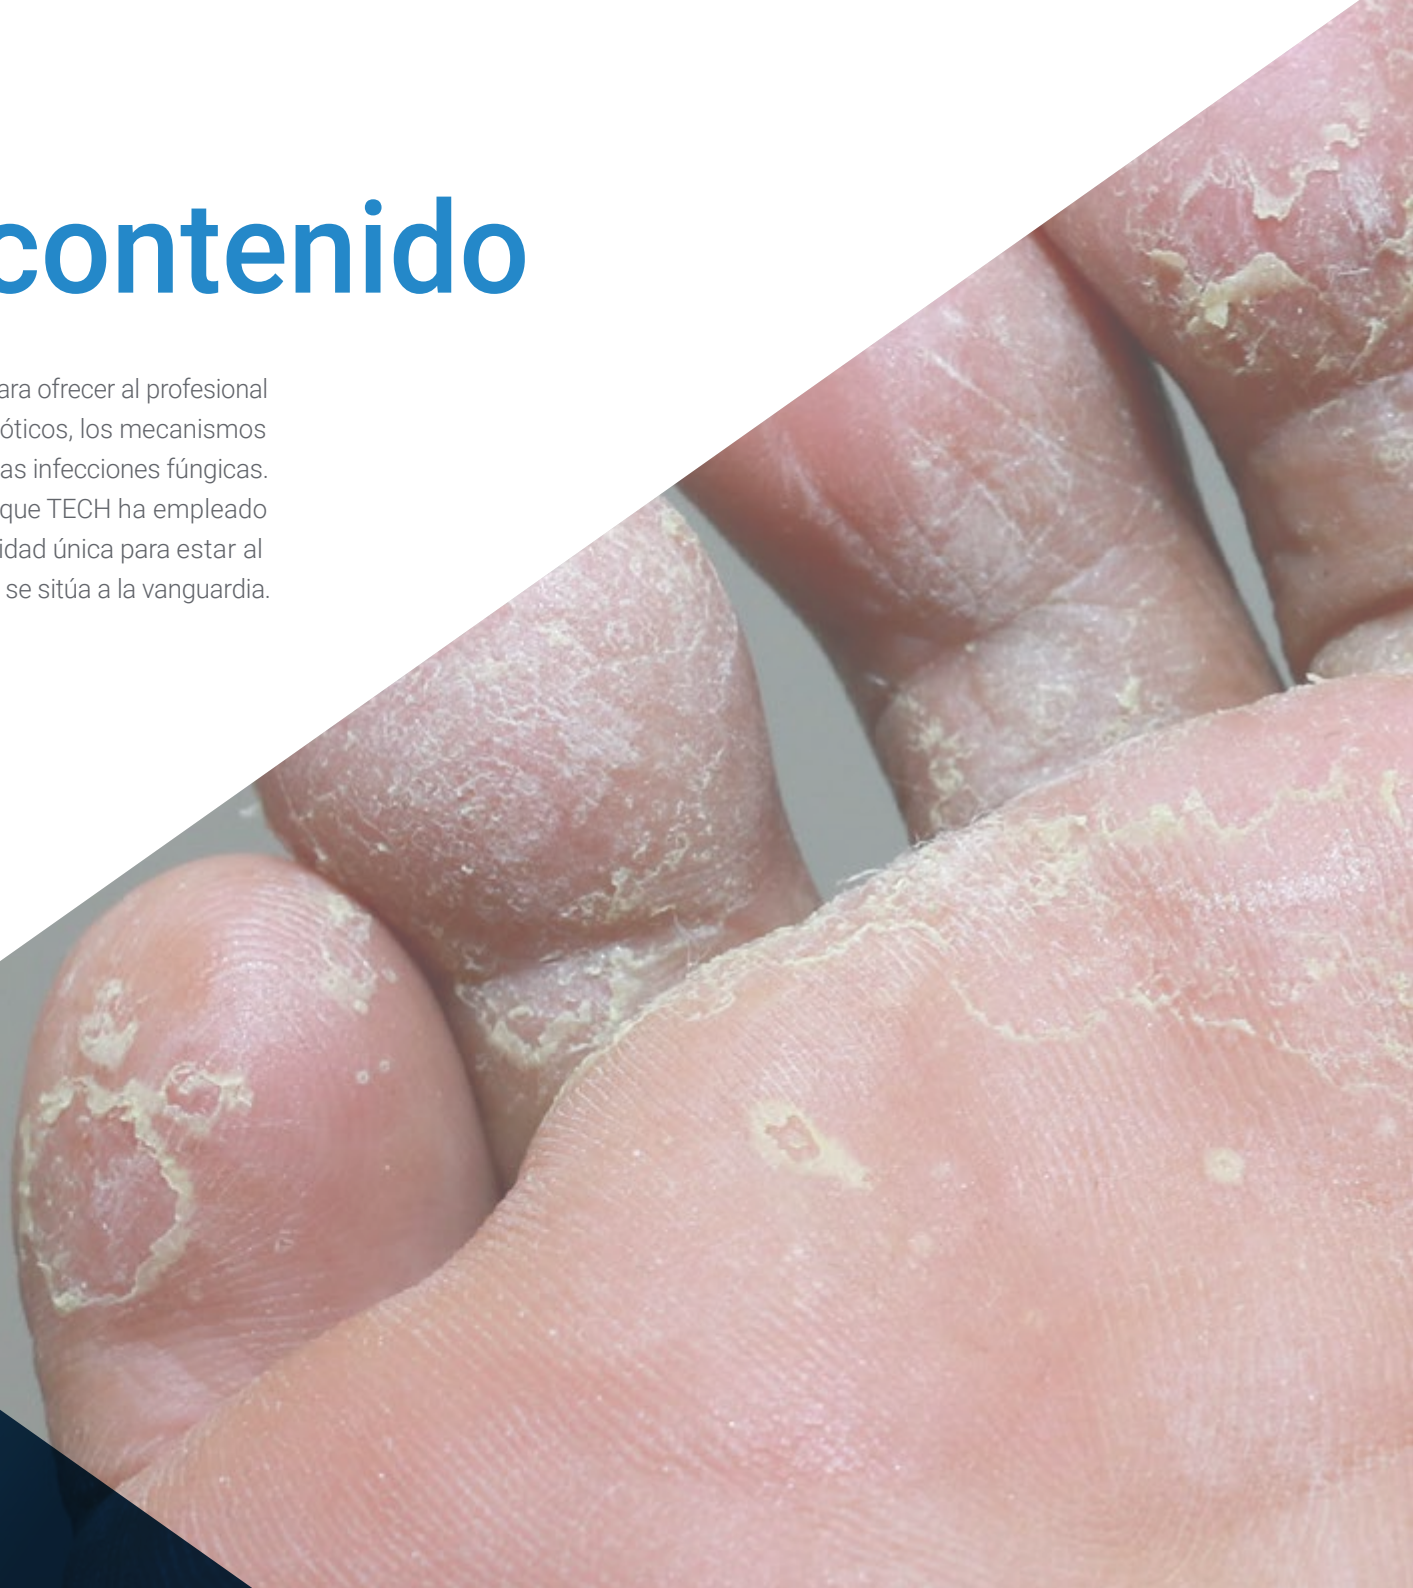 contenido
ara ofrecer al profesional
óticos, los mecanismos
as infecciones fúngicas.
que TECH ha empleado
idad única para estar al
se sitúa a la vanguardia.